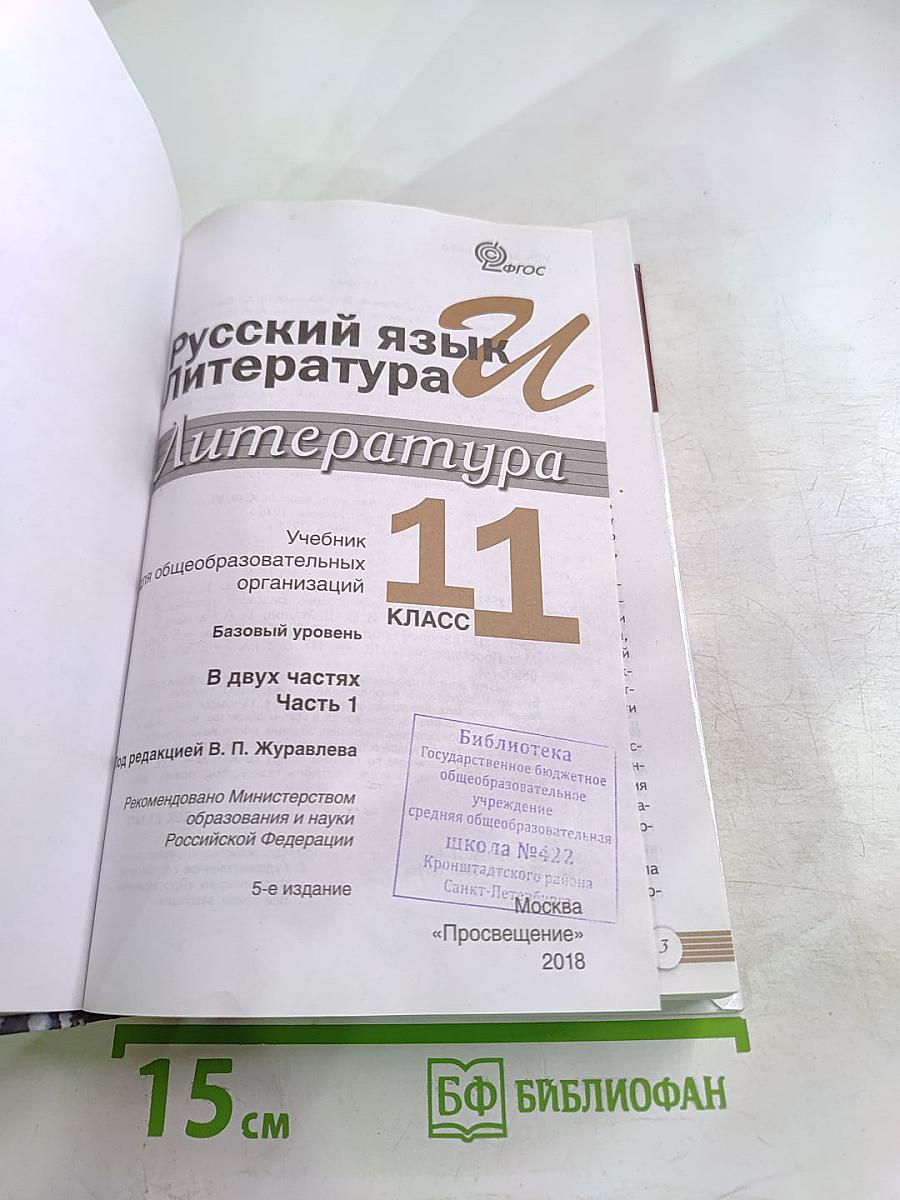 ФГОС
Русский язык И
Литература
Литература
Учебник
для общеобразовательных
организаций
11
КЛАСС
Базовый уровень
В двух частях
Часть 1
Под редакцией В. П. Журавлева
Рекомендовано Министерством
образования и науки
Российской Федерации
5-е издание
Библиотека
Государственное бюджетное
общеобразовательное
учреждение
средняя общеобразовательная
школа №422
Кронштадтского района
Санкт-Петербурга
Москва
«Просвещение»
2018
3
15 см
БФ БИБЛИОФАН